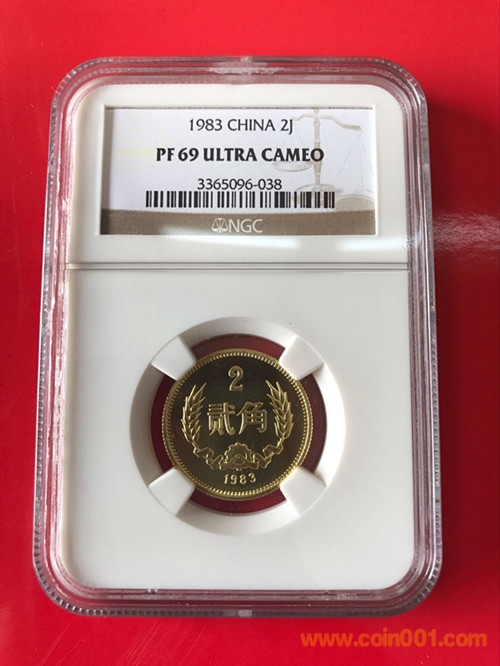 1983 CHINA 2J
PF 69 ULTRA CAMEO
3365096-038
NGC
2
贰角
1983
www.coin001.com